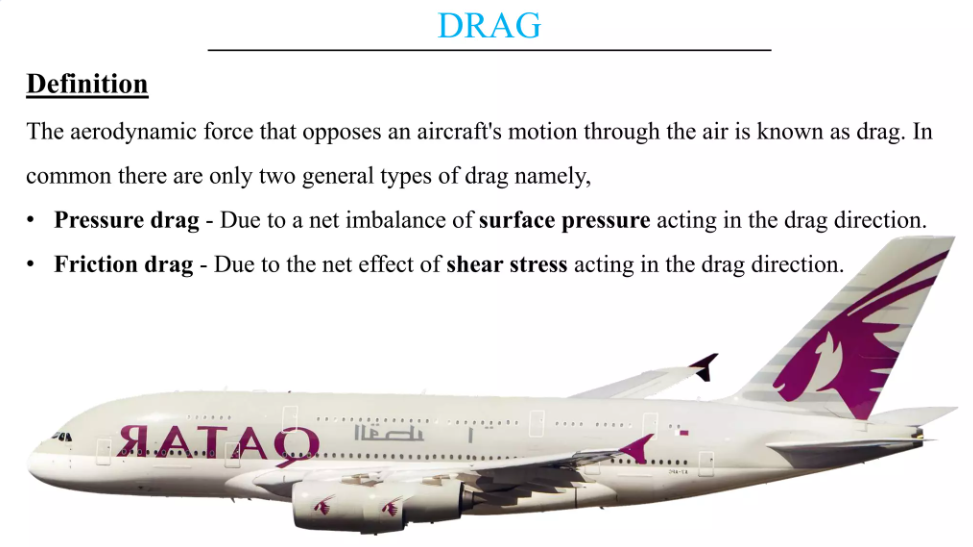 DRAG
Definition
The aerodynamic force that opposes an aircraft's motion through the air is known as drag. In
common there are only two general types of drag namely,
• Pressure drag - Due to a net imbalance of surface pressure acting in the drag direction.
• Friction drag - Due to the net effect of shear stress acting in the drag direction.
QATAR